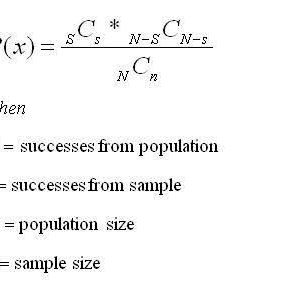 (x) = SCs * N–SCN–s / NCn
hen
= successes from population
= successes from sample
= population size
= sample size